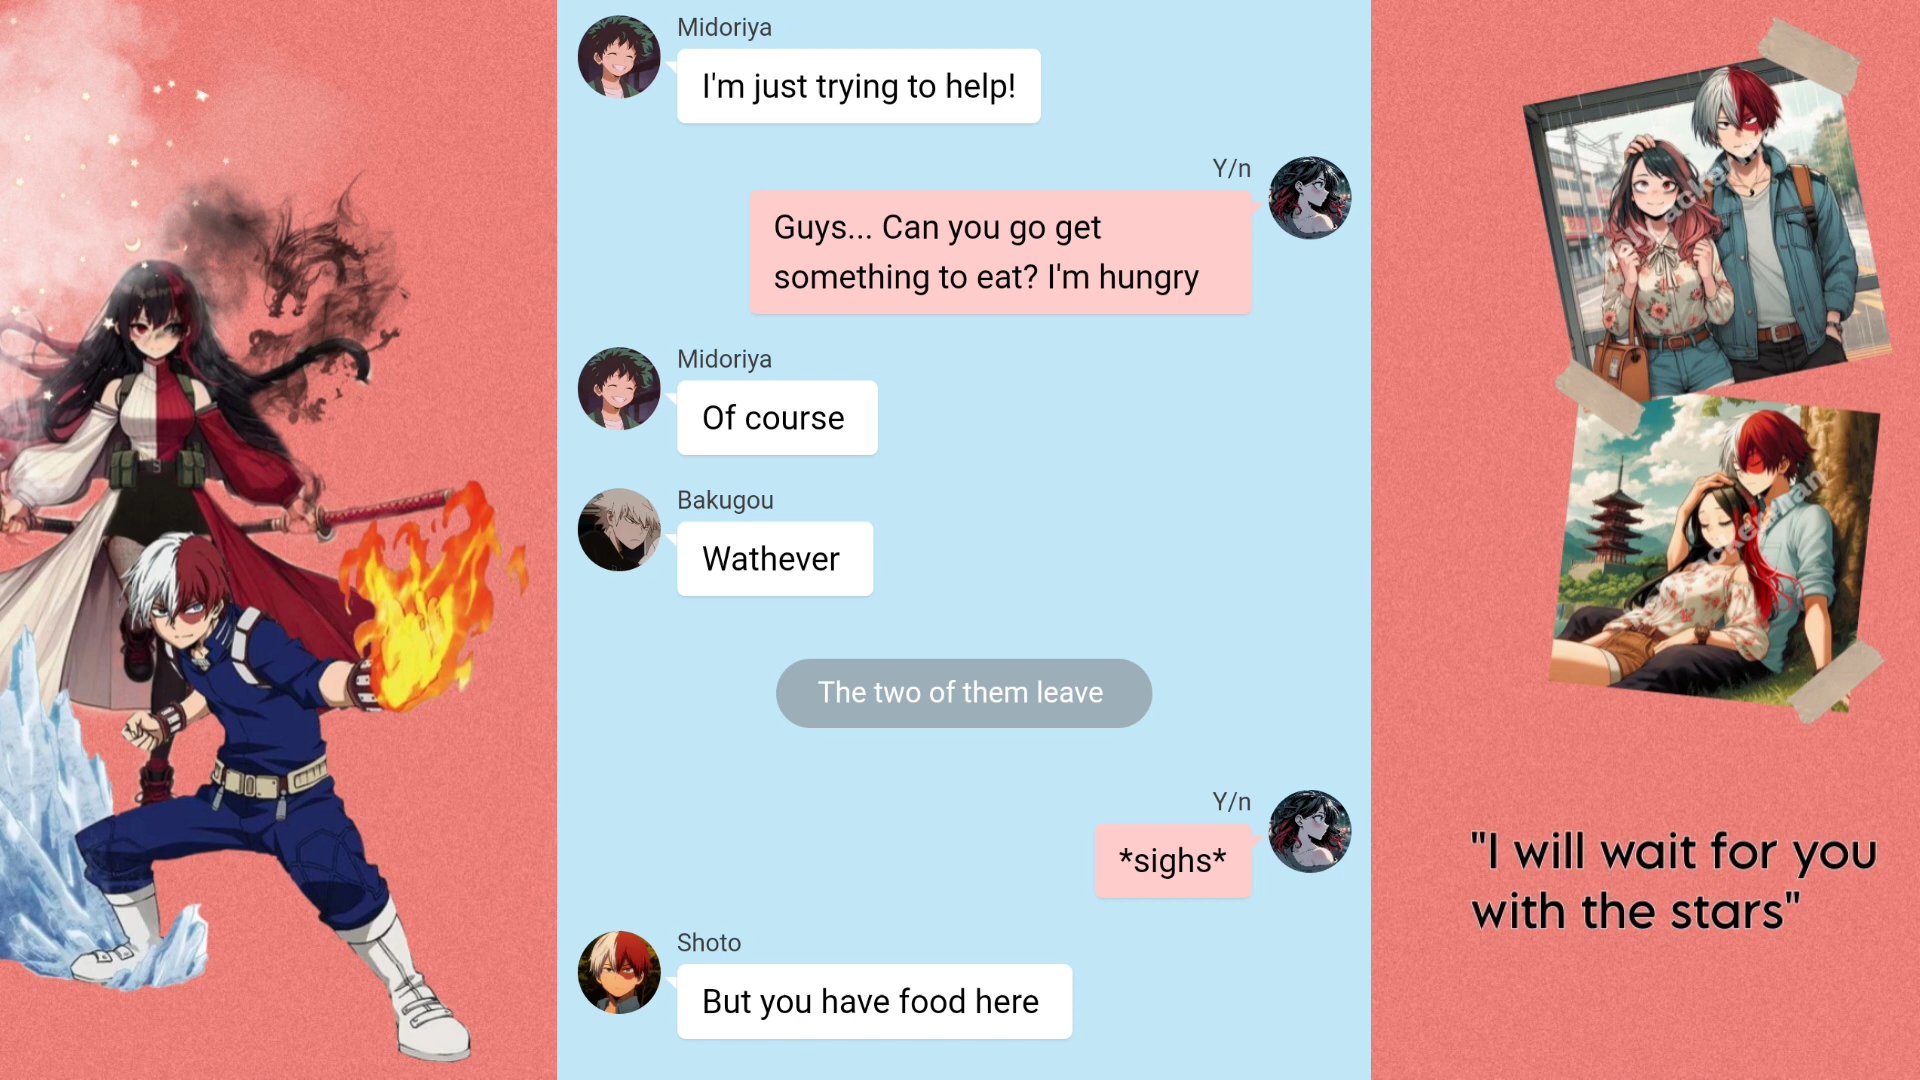 Midoriya
I'm just trying to help!
Y/n
Guys... Can you go get
something to eat? I'm hungry
Midoriya
Of course
Bakugou
Wathever
The two of them leave
Y/n
*sighs*
Shoto
But you have food here
"I will wait for you
with the stars"